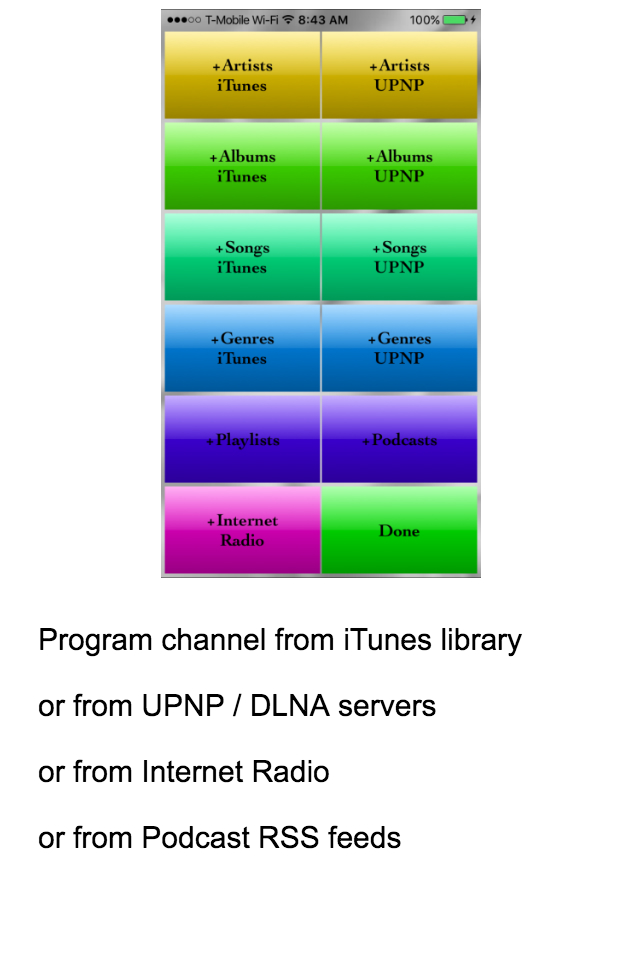 T-Mobile Wi-Fi 8:43 AM 100%
+Artists
iTunes
+Artists
UPNP
+Albums
iTunes
+Albums
UPNP
+Songs
iTunes
+Songs
UPNP
+Genres
iTunes
+Genres
UPNP
+Playlists
+Podcasts
+Internet
Radio
Done
Program channel from iTunes library
or from UPNP / DLNA servers
or from Internet Radio
or from Podcast RSS feeds